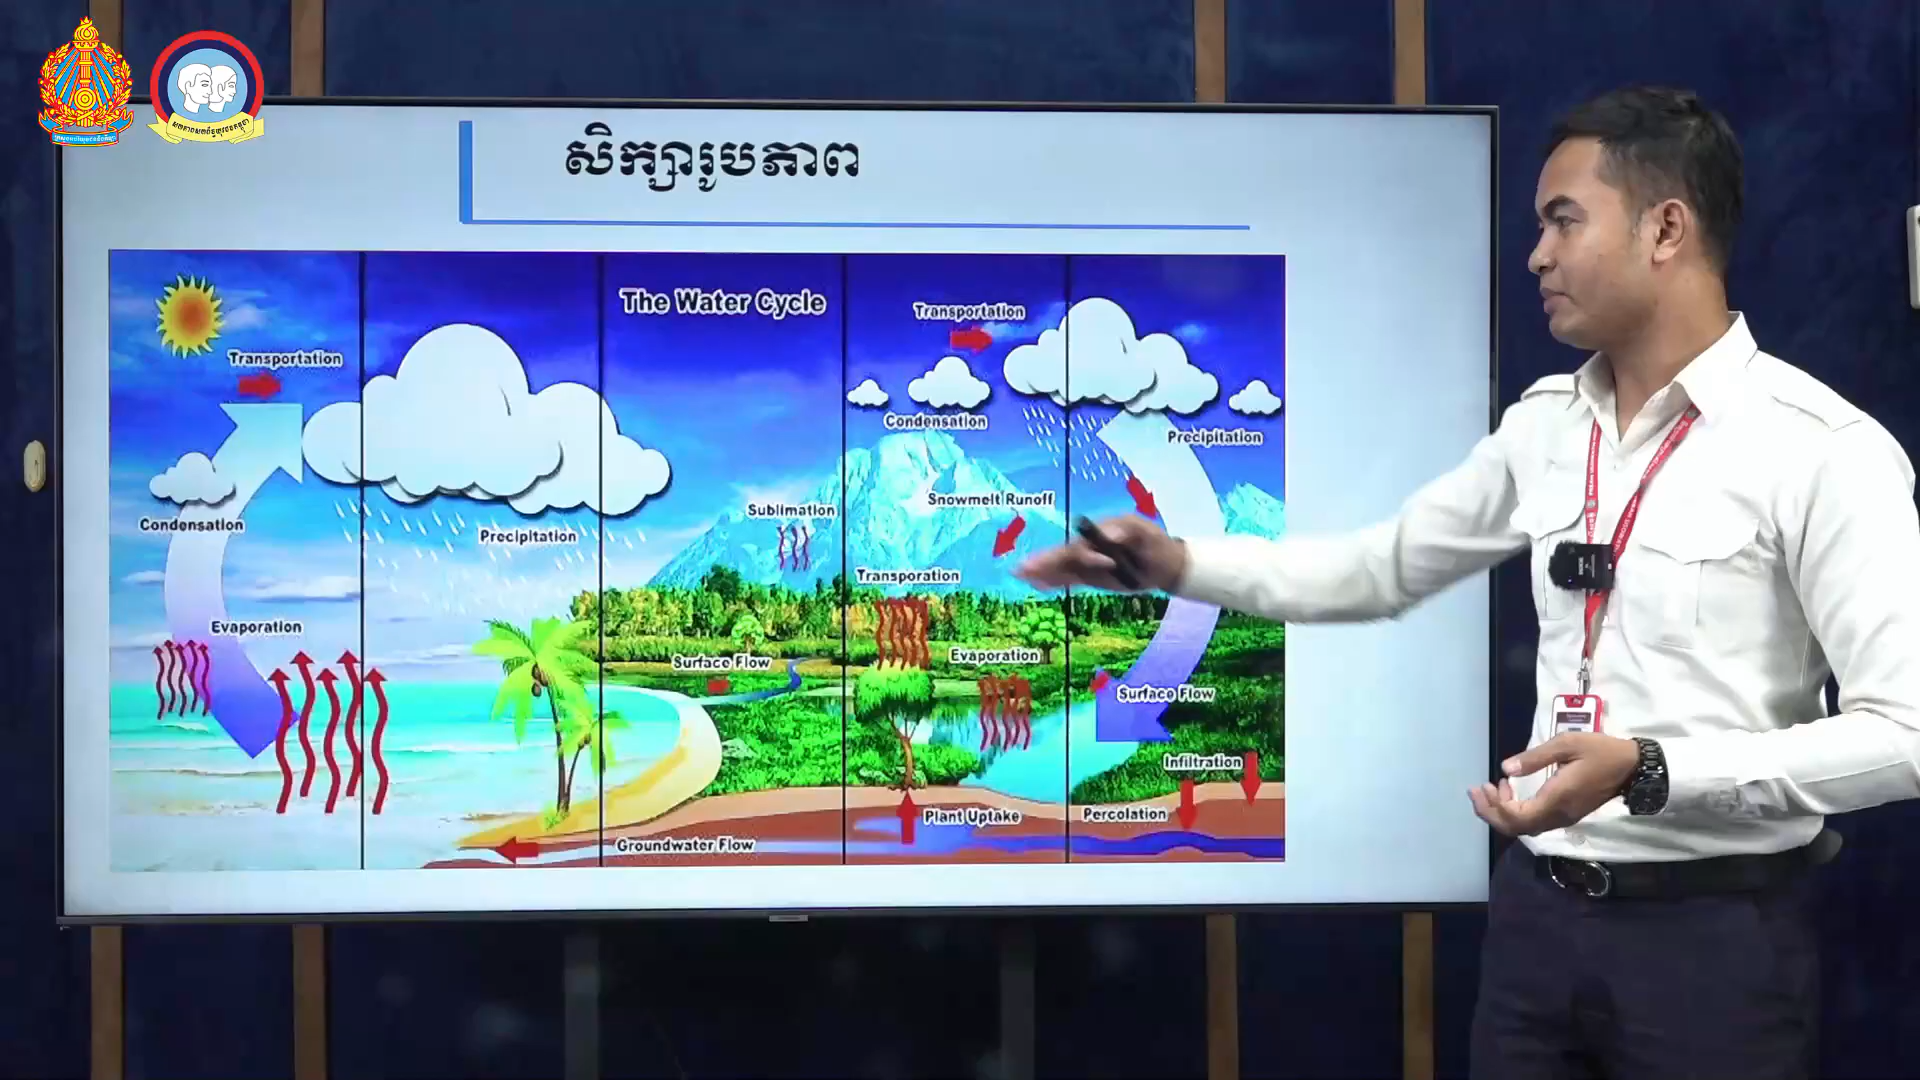 សិក្សារូបភាព
The Water Cycle
Transportation
Transportation
Condensation
Precipitation
Condensation
Precipitation
Sublimation
Snowmelt Runoff
Transporation
Evaporation
Surface Flow
Evaporation
Surface Flow
Infiltration
Plant Uptake
Percolation
Groundwater Flow